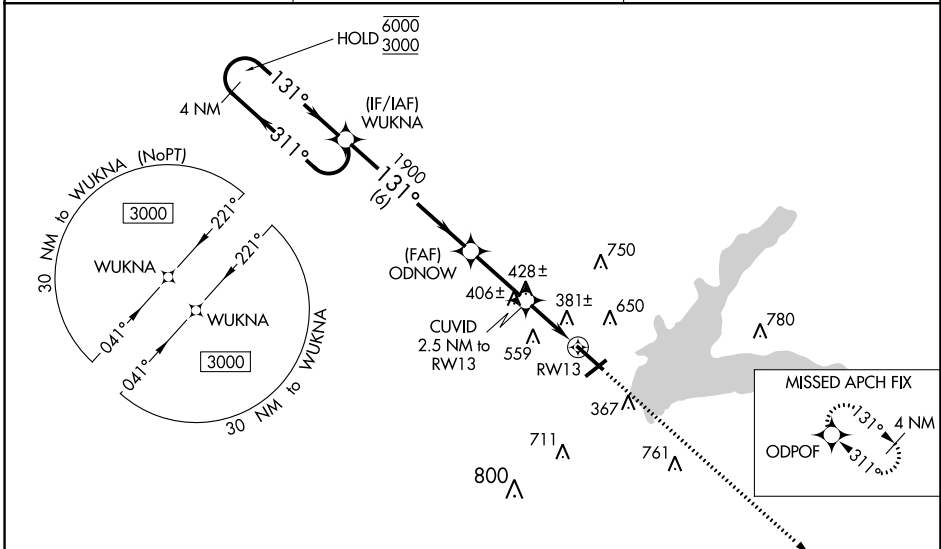 HOLD 6000
3000
131°
4 NM
311°
(IF/IAF)
WUKNA
1900
131°
(6)
30 NM to WUKNA (NoPT)
3000
221°
WUKNA
041°
221°
WUKNA
041°
3000
30 NM to WUKNA
(FAF)
ODNOW
750
428±
406±
381±
650
780
CUVID
2.5 NM to
RW13
559
RW13
367
711
761
800
MISSED APCH FIX
131°
4 NM
ODPOF
311°